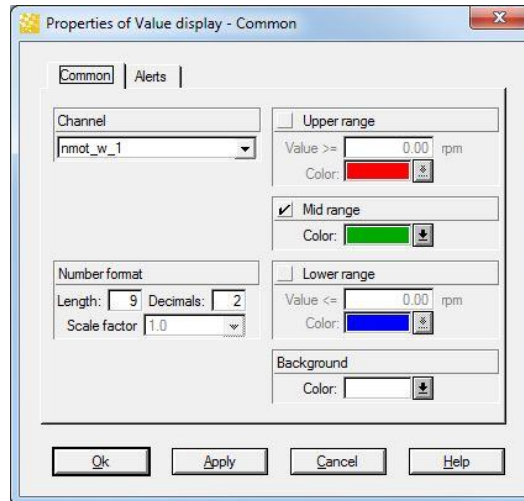 Properties of Value display - Common
Common
Alerts
Channel
nmot_w_1
Upper range
Value >= 0.00 rpm
Color:
Mid range
Color:
Number format
Length: 9 Decimals: 2
Scale factor 1.0
Lower range
Value <= 0.00 rpm
Color:
Background
Color:
Ok
Apply
Cancel
Help